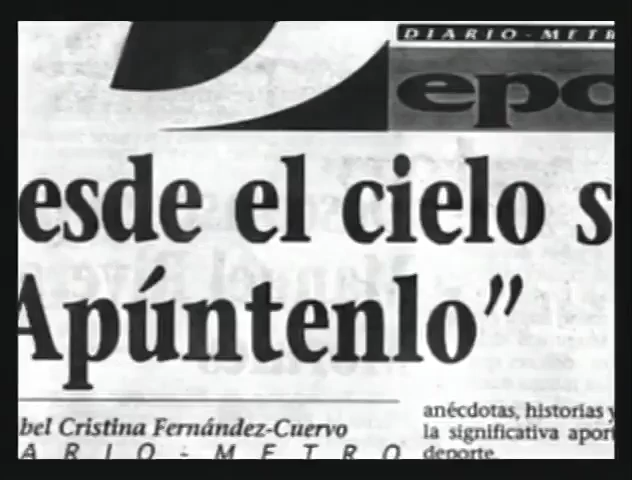 DIARIO-METR
epo
esde el cielo s
Apúntenlo”
bel Cristina Fernández-Cuervo
ARIO-METRO
anécdotas, historias y
la significativa apor
deporte.